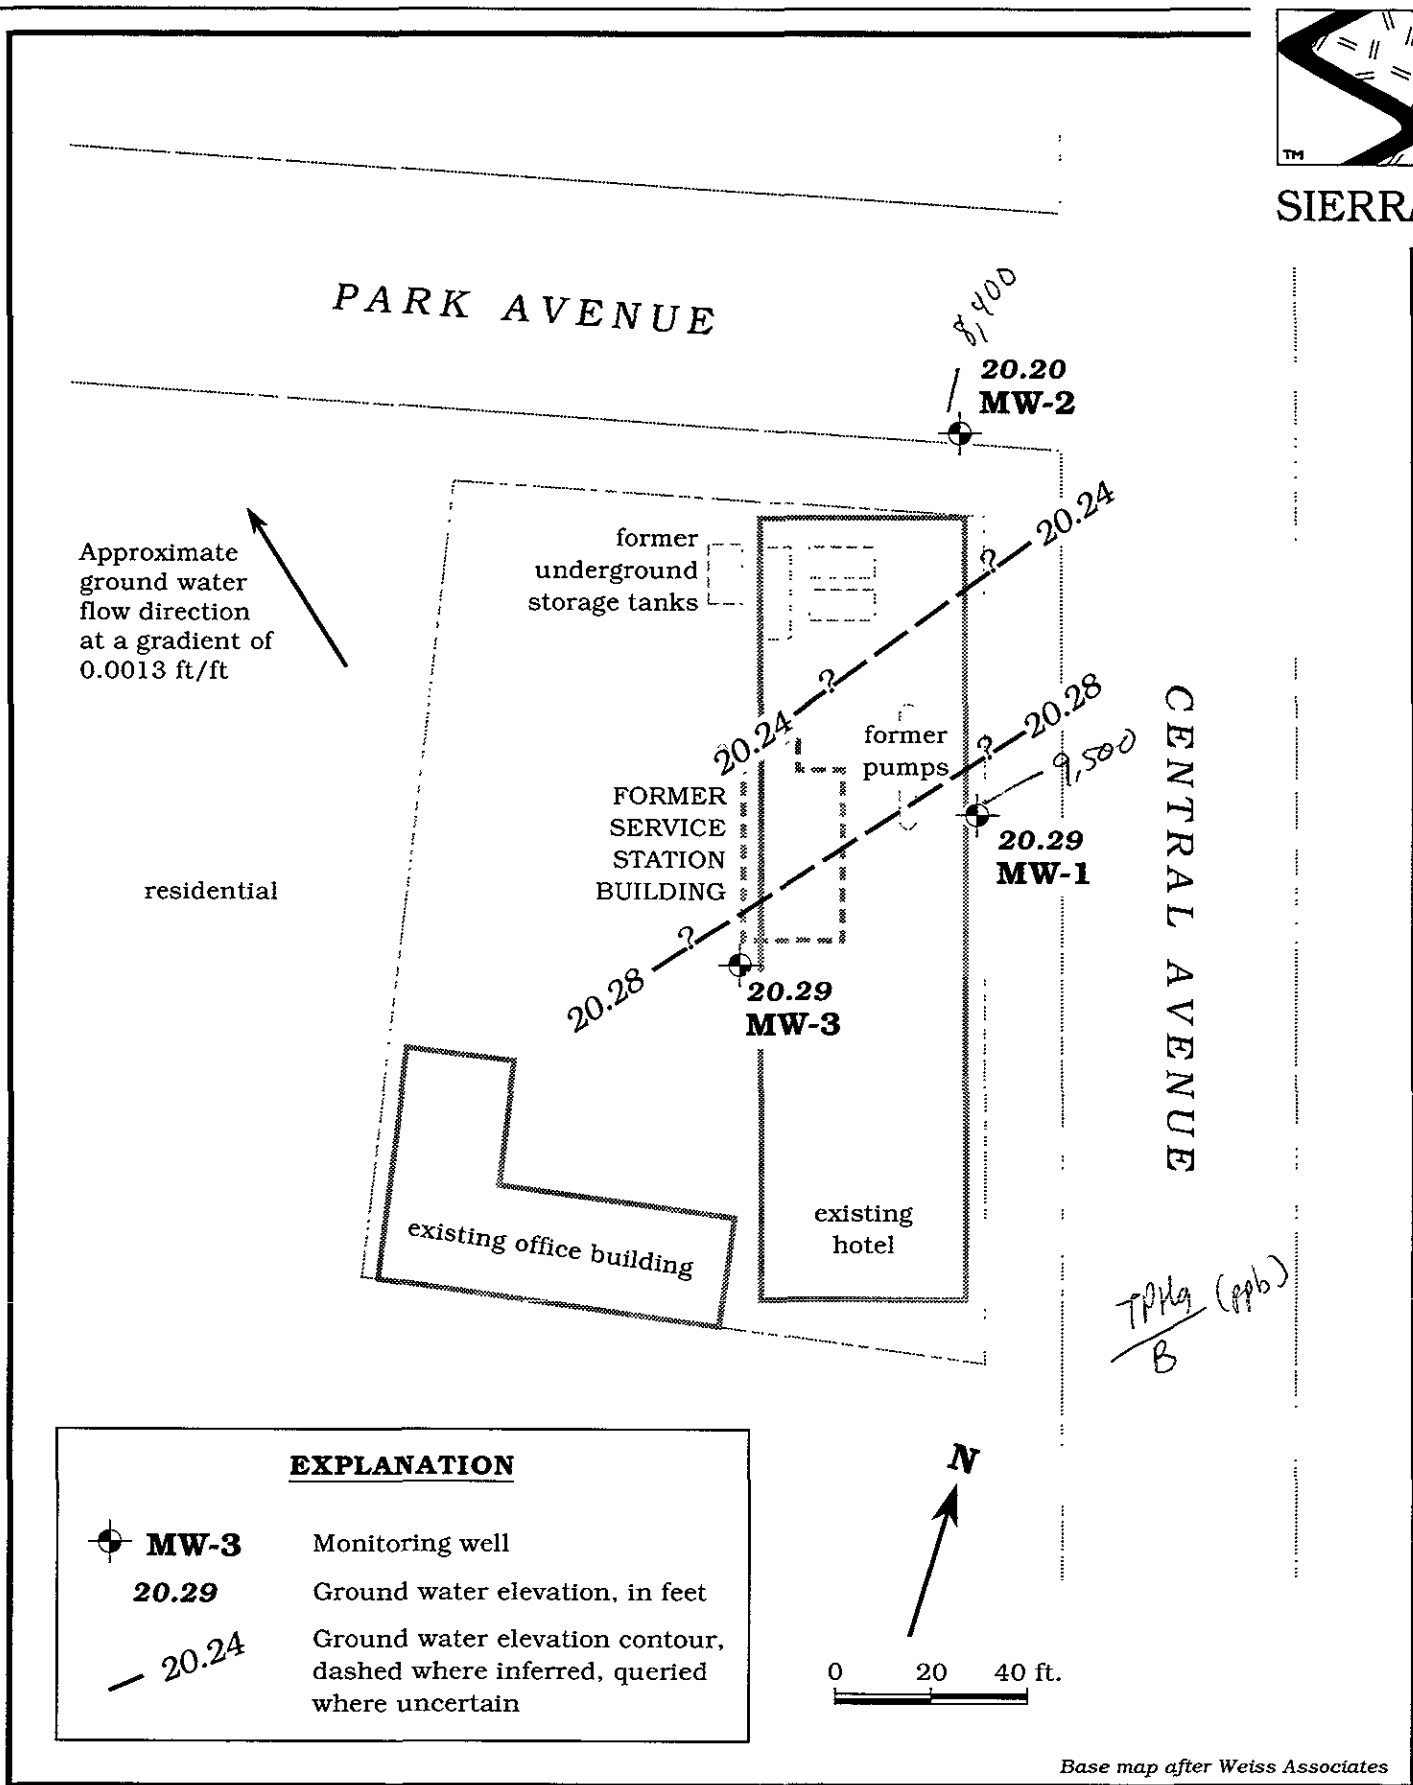 TM
SIERRA
PARK AVENUE
8,400
20.20
MW-2
20.24
?
former
underground
storage tanks
Approximate
ground water
flow direction
at a gradient of
0.0013 ft/ft
?
20.24
20.28
?
former
pumps
9,500
CENTRAL AVENUE
FORMER
SERVICE
STATION
BUILDING
20.29
MW-1
residential
?
20.28
20.29
MW-3
existing office building
existing
hotel
TPHg (ppb)
B
EXPLANATION
MW-3 Monitoring well
20.29 Ground water elevation, in feet
20.24 Ground water elevation contour,
dashed where inferred, queried
where uncertain
N
0 20 40 ft.
Base map after Weiss Associates